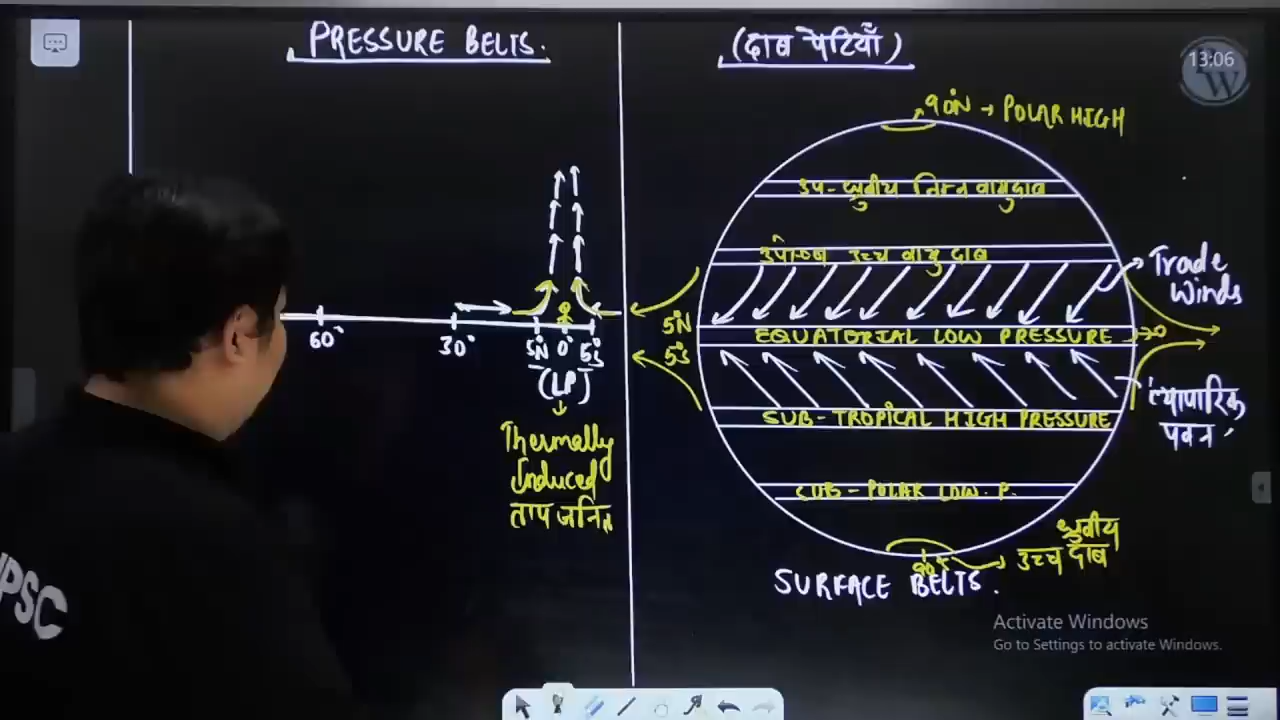 PRESSURE BELTS.
(दाब पेटियाँ)
13:06
W
90°N → POLAR HIGH
उप-ध्रुवीय निम्न वायुदाब
उच्च वायु दाब
Trade
Winds
5°N
EQUATORIAL LOW PRESSURE
5°S
60°
30°
5°N 0° 5°S
(LP)
Thermally
Induced
ताप जनित
SUB-TROPICAL HIGH PRESSURE
व्यापारिक
पवन
SUB-POLAR LOW. P.
ध्रुवीय
उच्च दाब
SURFACE BELTS.
PSC
Activate Windows
Go to Settings to activate Windows.